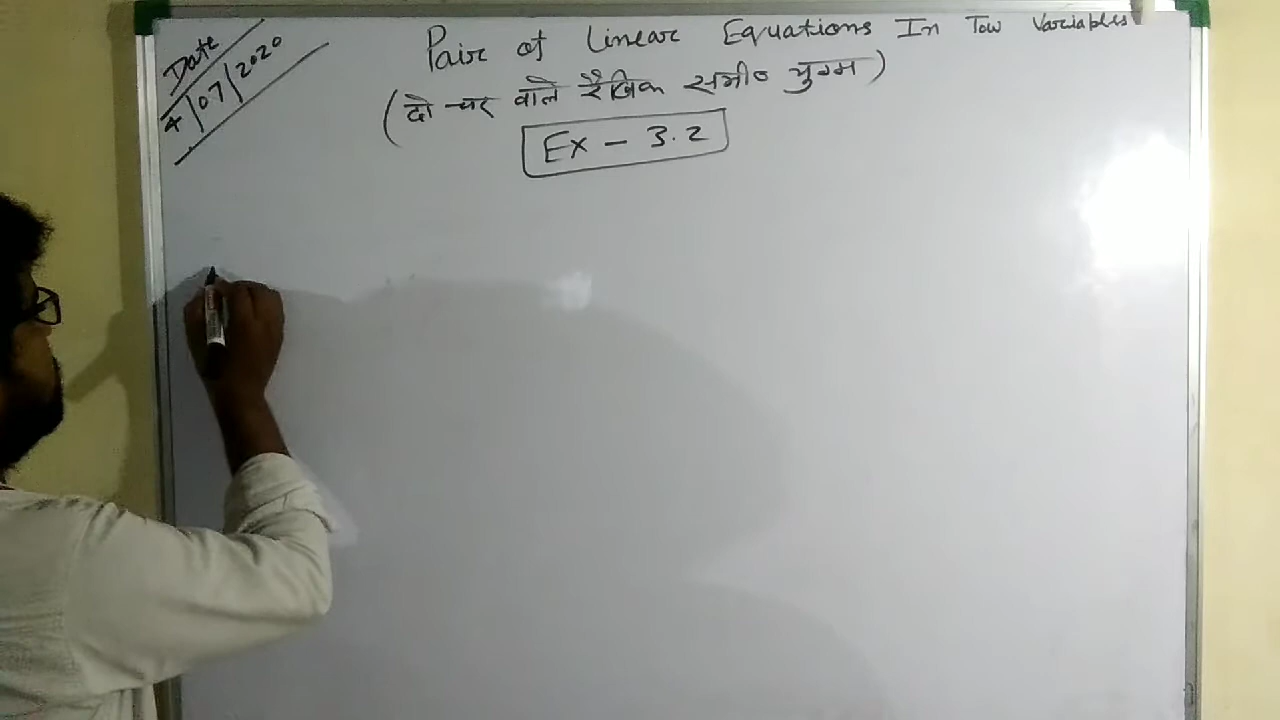 Date
4/07/2020
Pair of Linear Equations In Tow Variables
(दो चर वाले रैखिक समी० युग्म)
Ex - 3.2